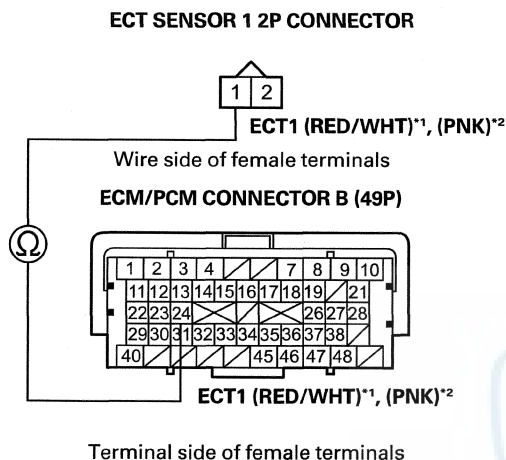 ECT SENSOR 1 2P CONNECTOR
1 2
ECT1 (RED/WHT)*1, (PNK)*2
Wire side of female terminals
ECM/PCM CONNECTOR B (49P)
Ω
1 2 3 4 7 8 9 10
11 12 13 14 15 16 17 18 19 21
22 23 24 26 27 28
29 30 31 32 33 34 35 36 37 38
40 45 46 47 48
ECT1 (RED/WHT)*1, (PNK)*2
Terminal side of female terminals